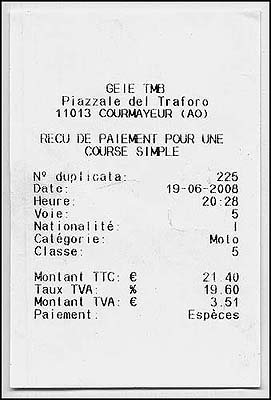 GEIE TMB
Piazzale del Traforo
11013 COURMAYEUR (AO)
RECU DE PAIEMENT POUR UNE
COURSE SIMPLE
Nº duplicata: 225
Date: 19-06-2008
Heure: 20:28
Voie: 5
Nationalité: I
Catégorie: Moto
Classe: 5
Montant TTC: € 21.40
Taux TVA: % 19.60
Montant TVA: € 3.51
Paiement: Espèces